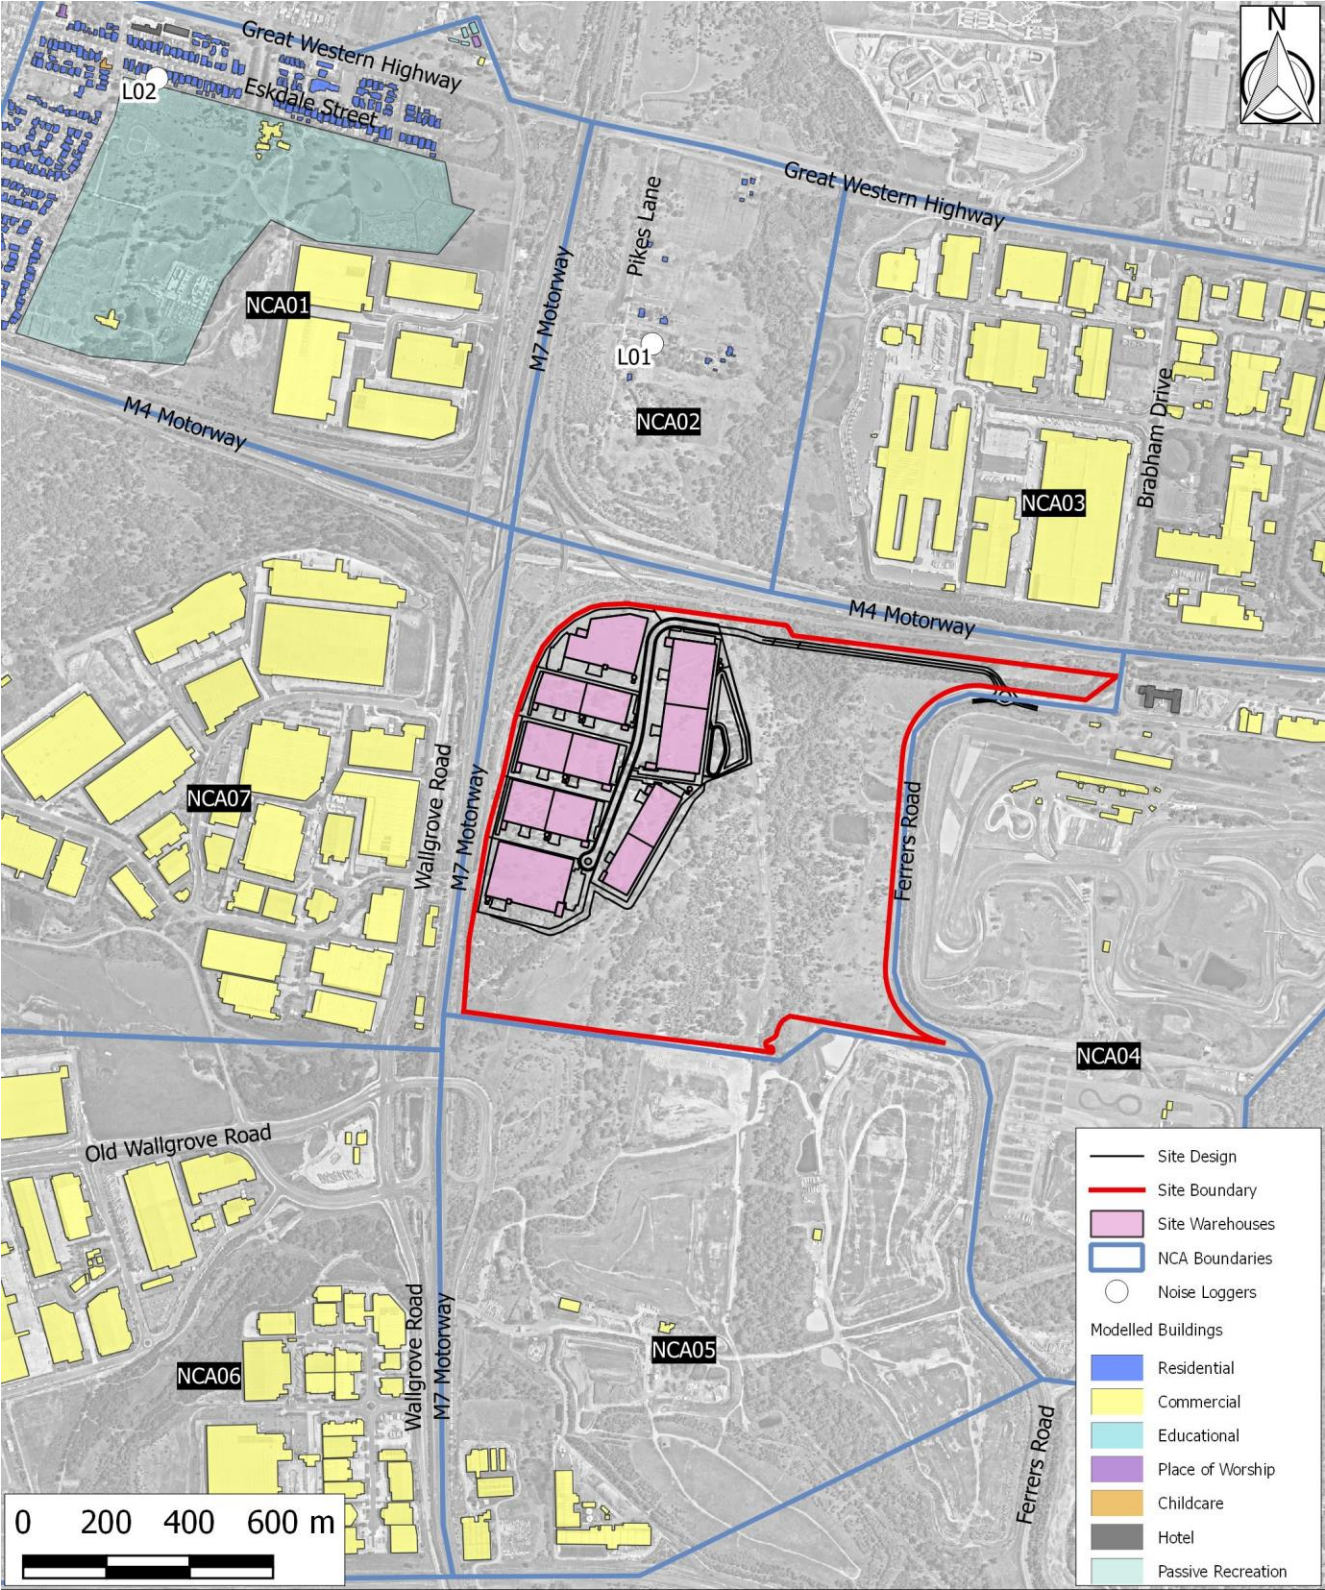 N
Great Western Highway
L02
Eskdale Street
Great Western Highway
Pikes Lane
M7 Motorway
NCA01
L01
M4 Motorway
NCA02
Brabham Drive
NCA03
M4 Motorway
Wallgrove Road
M7 Motorway
NCA07
Ferrers Road
NCA04
Old Wallgrove Road
Wallgrove Road
M7 Motorway
NCA05
NCA06
Ferrers Road
Site Design
Site Boundary
Site Warehouses
NCA Boundaries
Noise Loggers
Modelled Buildings
Residential
Commercial
Educational
Place of Worship
Childcare
Hotel
Passive Recreation
0 200 400 600 m